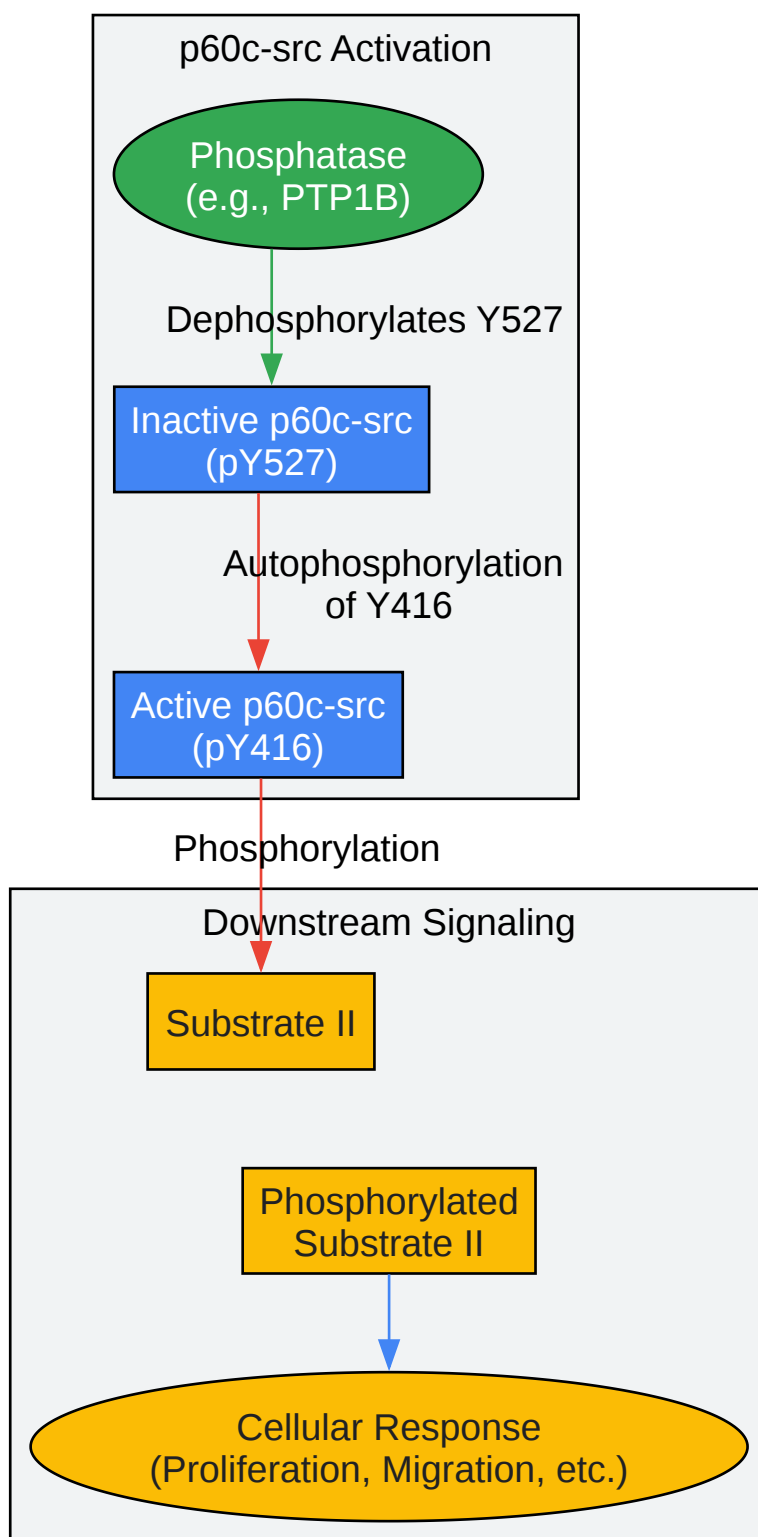 p60c-src Activation
Phosphatase
(e.g., PTP1B)
Dephosphorylates Y527
Inactive p60c-src
(pY527)
Autophosphorylation
of Y416
Active p60c-src
(pY416)
Phosphorylation
Downstream Signaling
Substrate II
Phosphorylated
Substrate II
Cellular Response
(Proliferation, Migration, etc.)